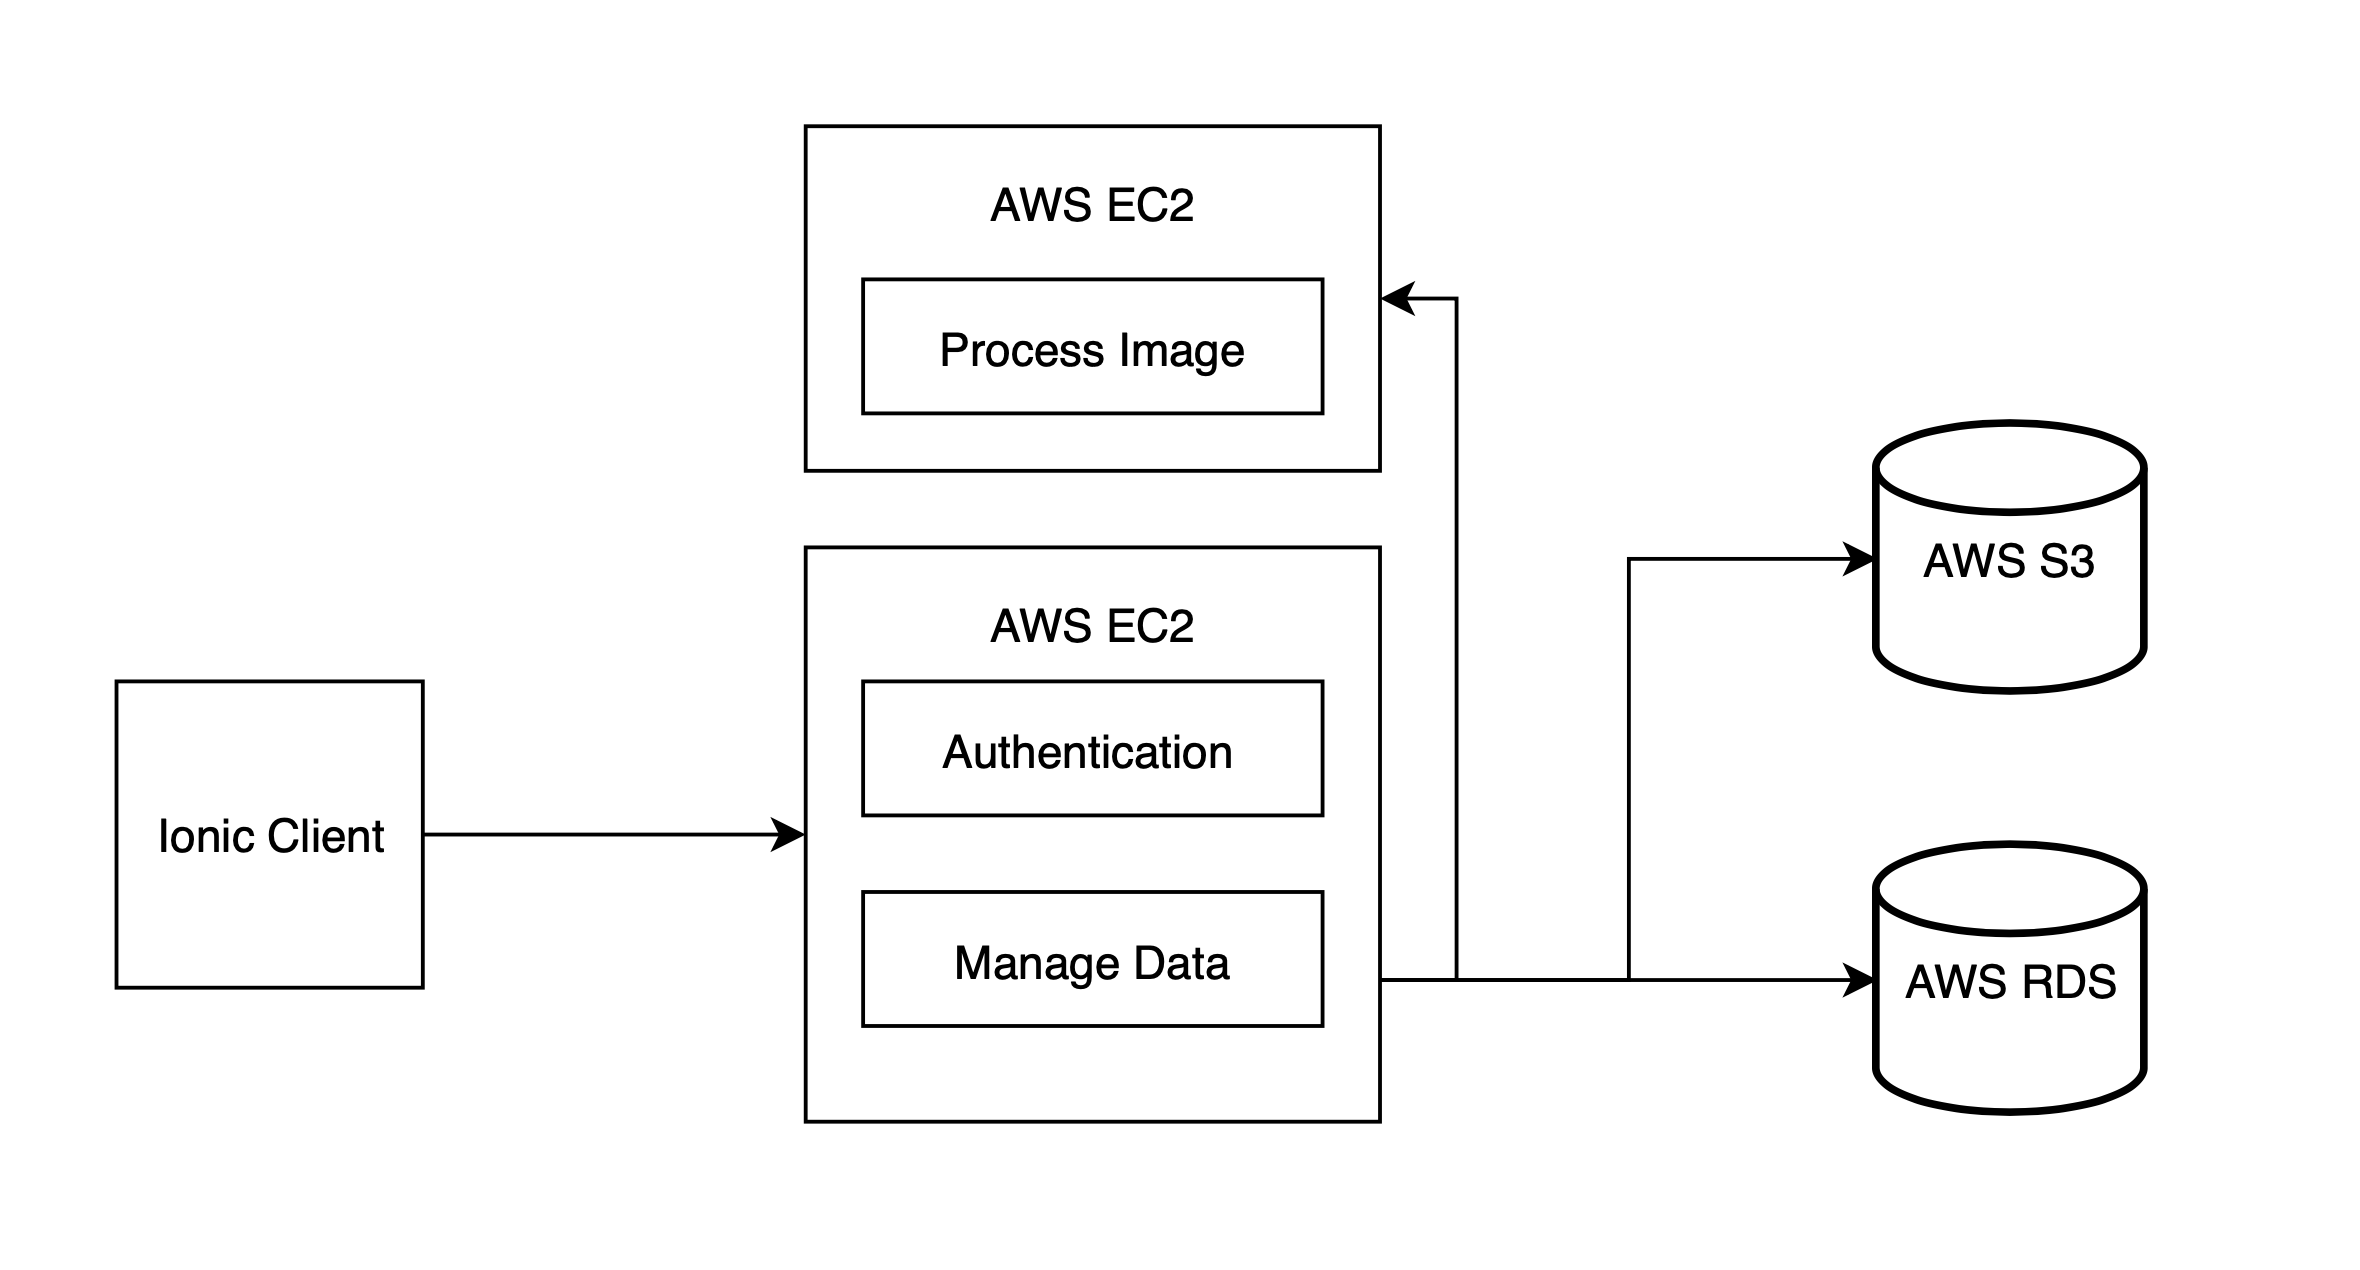 AWS EC2
Process Image
AWS S3
AWS EC2
Authentication
Ionic Client
Manage Data
AWS RDS